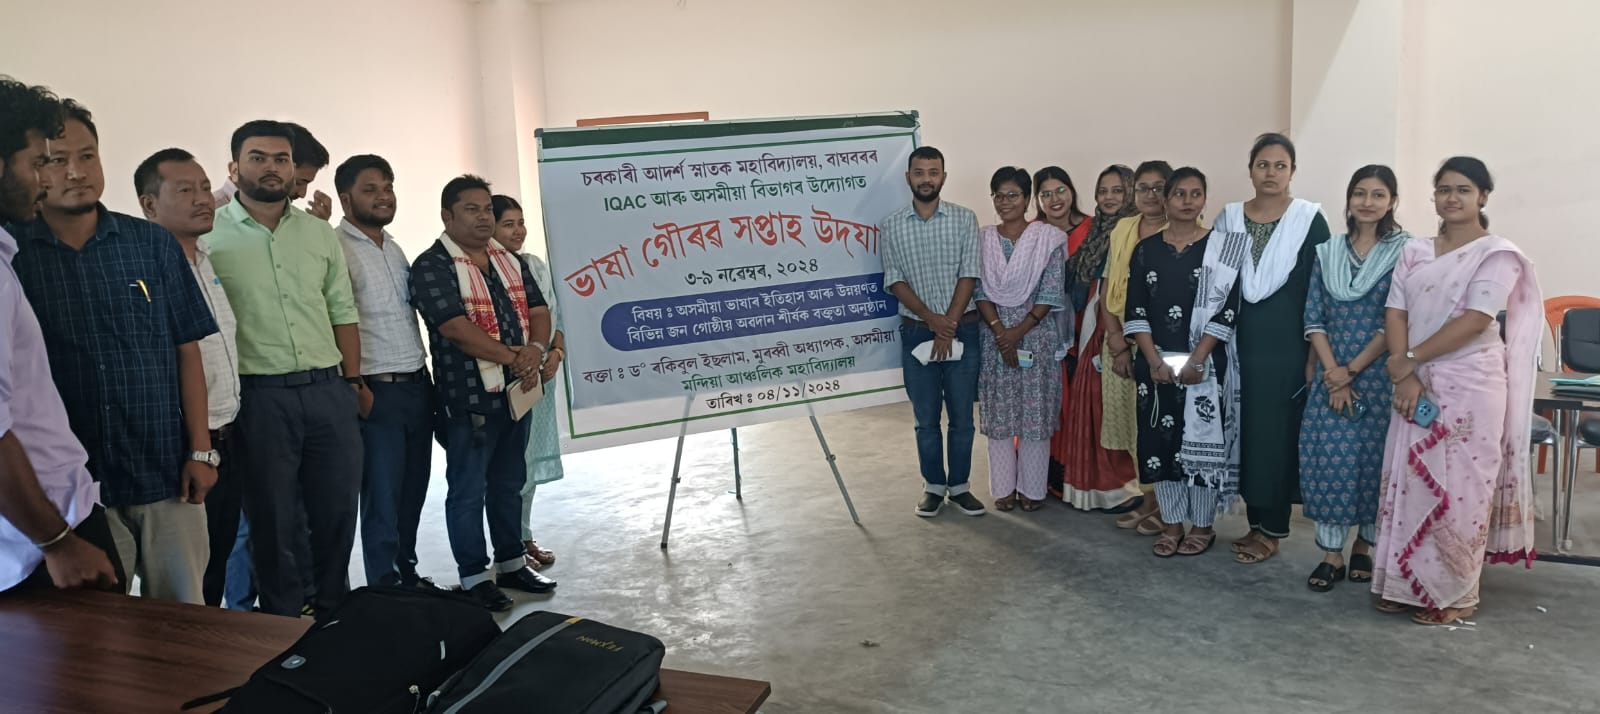 চৰকাৰী আদৰ্শ স্নাতক মহাবিদ্যালয়, বাঘবৰৰ
IQAC আৰু অসমীয়া বিভাগৰ উদ্যোগত
ভাষা গৌৰৱ সপ্তাহ উদ্‌যা
৩-৯ নৱেম্বৰ, ২০২৪
বিষয় : অসমীয়া ভাষাৰ ইতিহাস আৰু উন্নয়ণত
বিভিন্ন জন গোষ্ঠীয় অৱদান শীৰ্ষক বক্তৃতা অনুষ্ঠান
বক্তা : ড° ৰকিবুল ইছলাম, মুৰব্বী অধ্যাপক, অসমীয়া
মন্দিয়া আঞ্চলিক মহাবিদ্যালয়
তাৰিখ : ০৪/১১/২০২৪